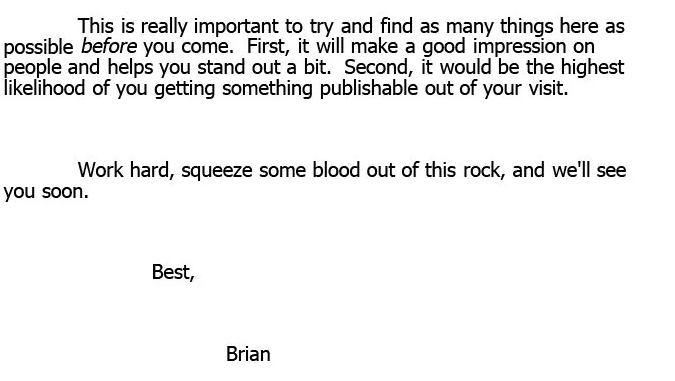 This is really important to try and find as many things here as
possible before you come.  First, it will make a good impression on
people and helps you stand out a bit.  Second, it would be the highest
likelihood of you getting something publishable out of your visit.
Work hard, squeeze some blood out of this rock, and we'll see
you soon.
Best,
Brian